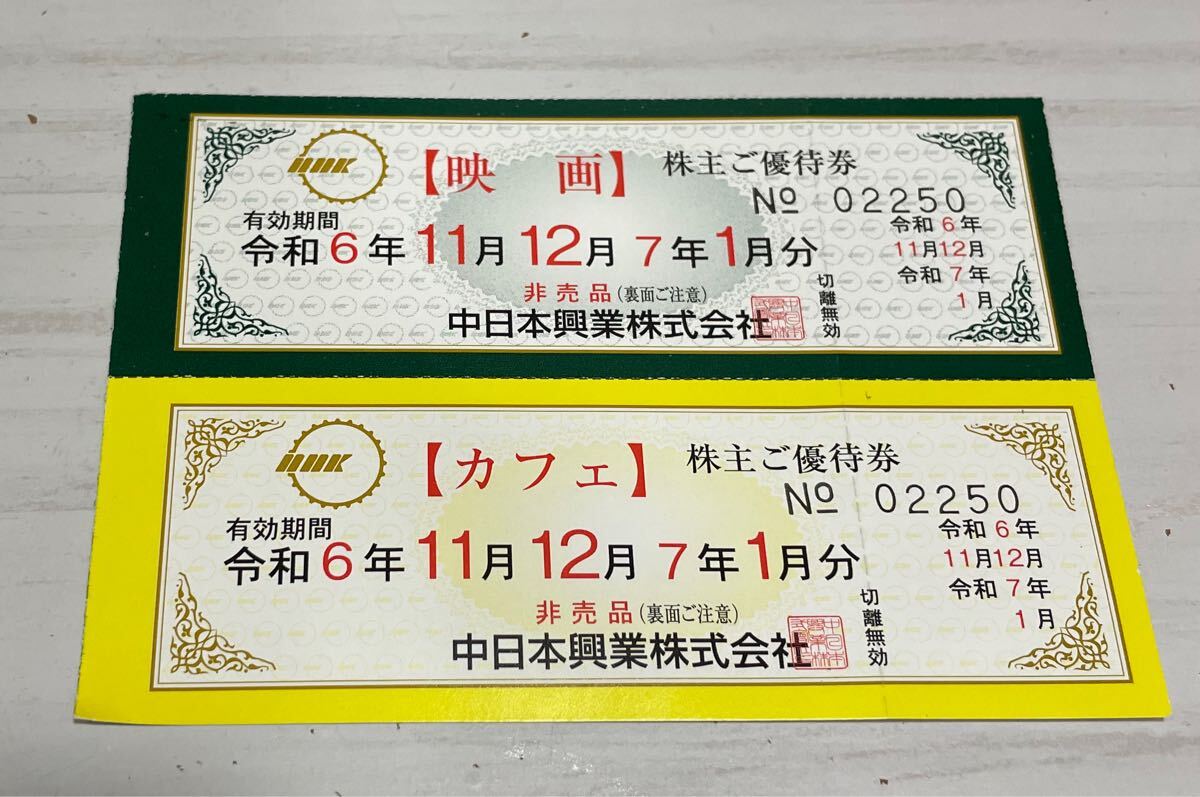 【映 画】 株主ご優待券
№ 02250
有効期間
令和6年 11月 12月 7年 1月分
令和6年
11月12月
令和7年
1月
非売品(裏面ご注意)
切離無効
中日本興業株式会社
【カフェ】 株主ご優待券
№ 02250
有効期間
令和6年 11月 12月 7年 1月分
令和6年
11月12月
令和7年
1月
非売品(裏面ご注意)
切離無効
中日本興業株式会社